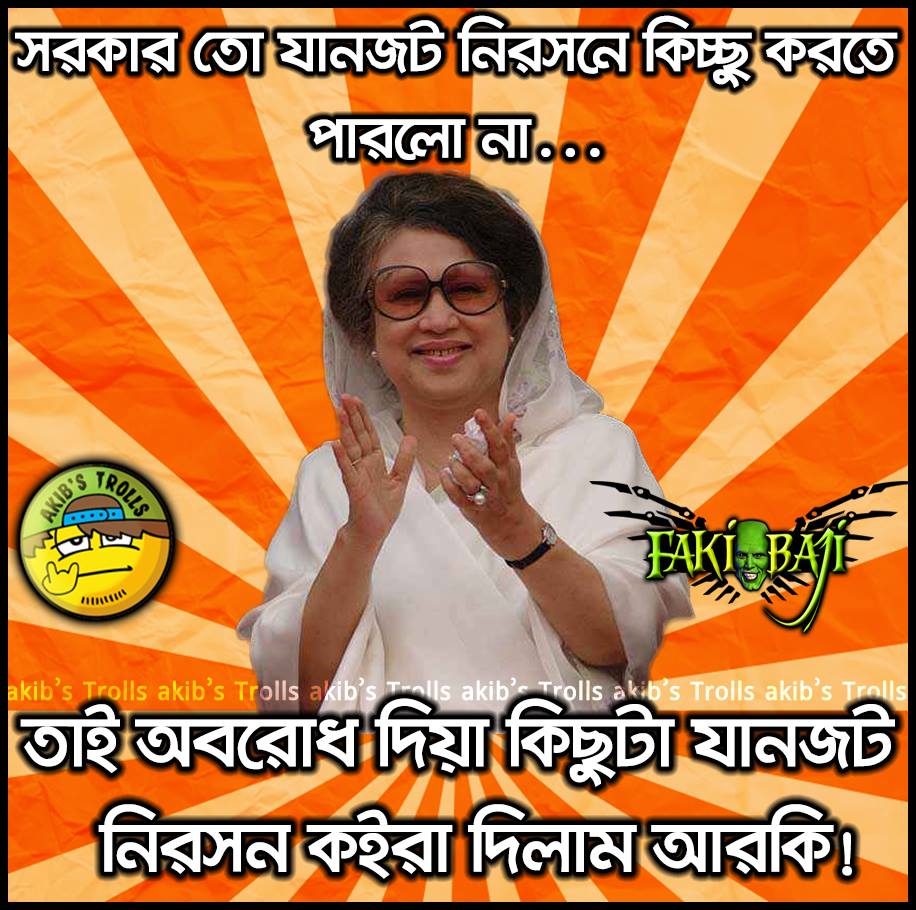 সরকার তো যানজট নিরসনে কিচ্ছু করতে
পারলো না...
AKIB'S TROLLS
FAKiBAJi
akib's Trolls akib's Trolls akib's Trolls akib's Trolls akib's Trolls akib's Trolls
তাই অবরোধ দিয়া কিছুটা যানজট
নিরসন কইরা দিলাম আরকি!